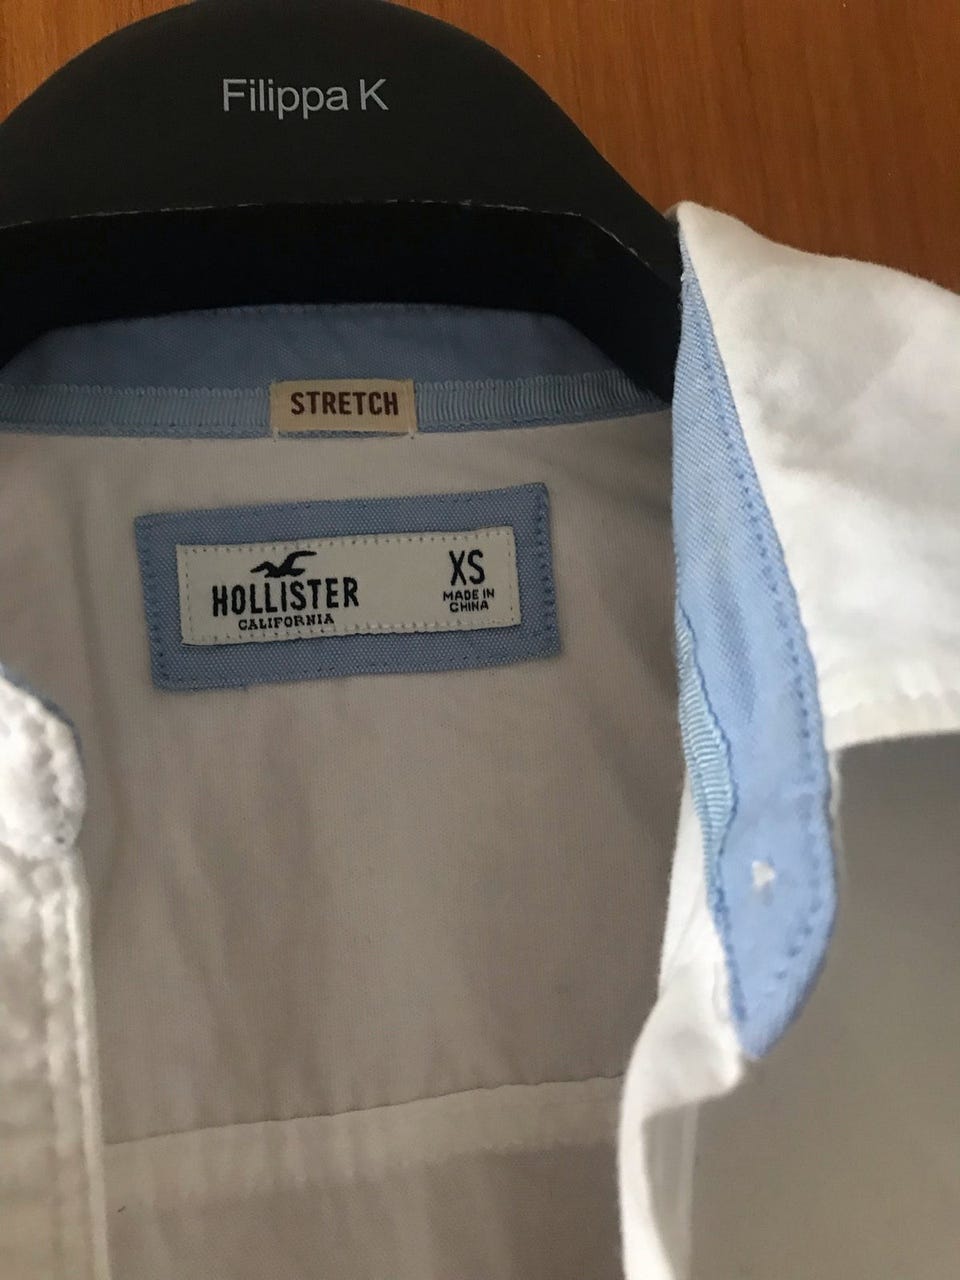 Filippa K
STRETCH
HOLLISTER
CALIFORNIA
XS
MADE IN
CHINA